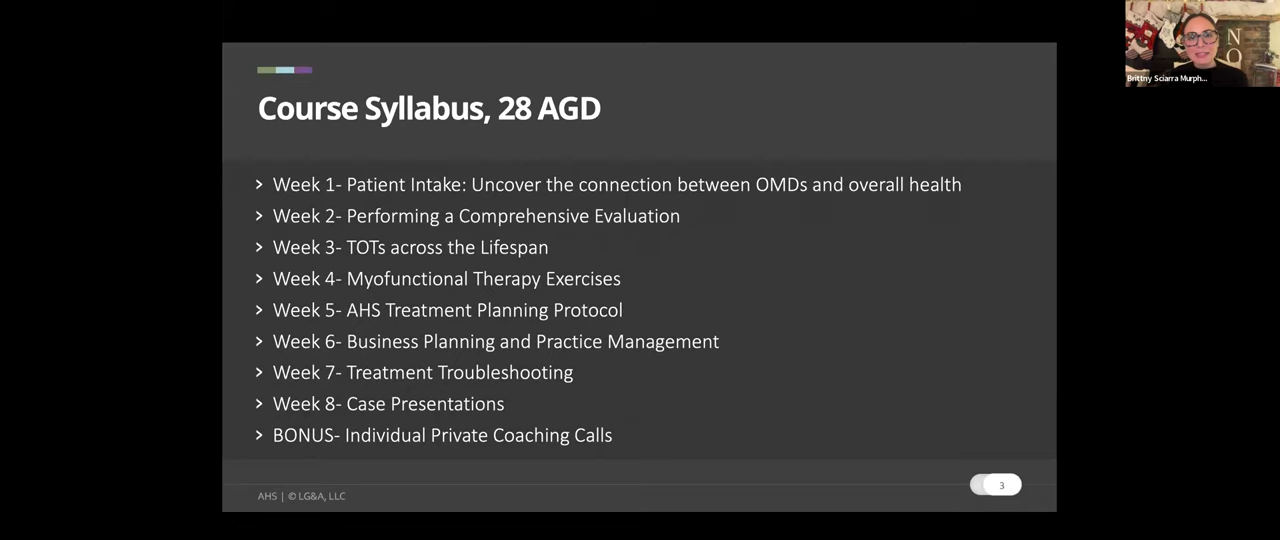 Course Syllabus, 28 AGD
> Week 1- Patient Intake: Uncover the connection between OMDs and overall health
> Week 2- Performing a Comprehensive Evaluation
> Week 3- TOTs across the Lifespan
> Week 4- Myofunctional Therapy Exercises
> Week 5- AHS Treatment Planning Protocol
> Week 6- Business Planning and Practice Management
> Week 7- Treatment Troubleshooting
> Week 8- Case Presentations
> BONUS- Individual Private Coaching Calls
AHS | © LG&A, LLC
3
N
O
Brittny Sciarra Murph...